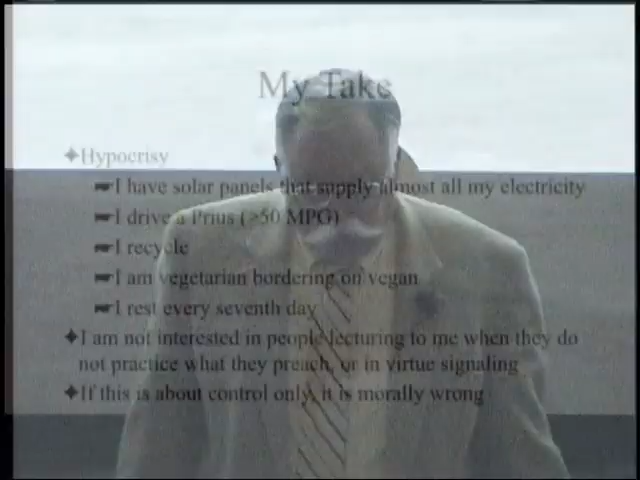 My Take
Hypocrisy
I have solar panels that supply almost all my electricity
I drive a Prius (>50 MPG)
I recycle
I am vegetarian bordering on vegan
I rest every seventh day
I am not interested in people lecturing to me when they do
not practice what they preach, or in virtue signaling
If this is about control only, it is morally wrong